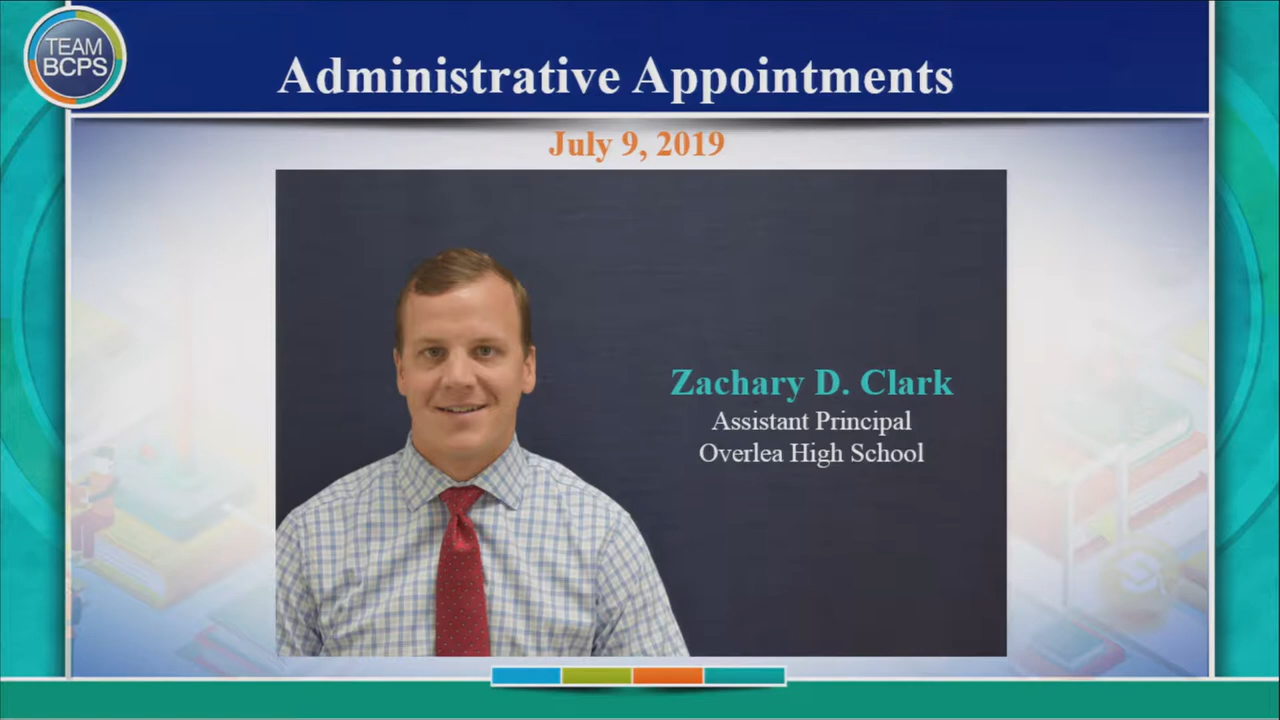 TEAM
BCPS
Administrative Appointments
July 9, 2019
Zachary D. Clark
Assistant Principal
Overlea High School